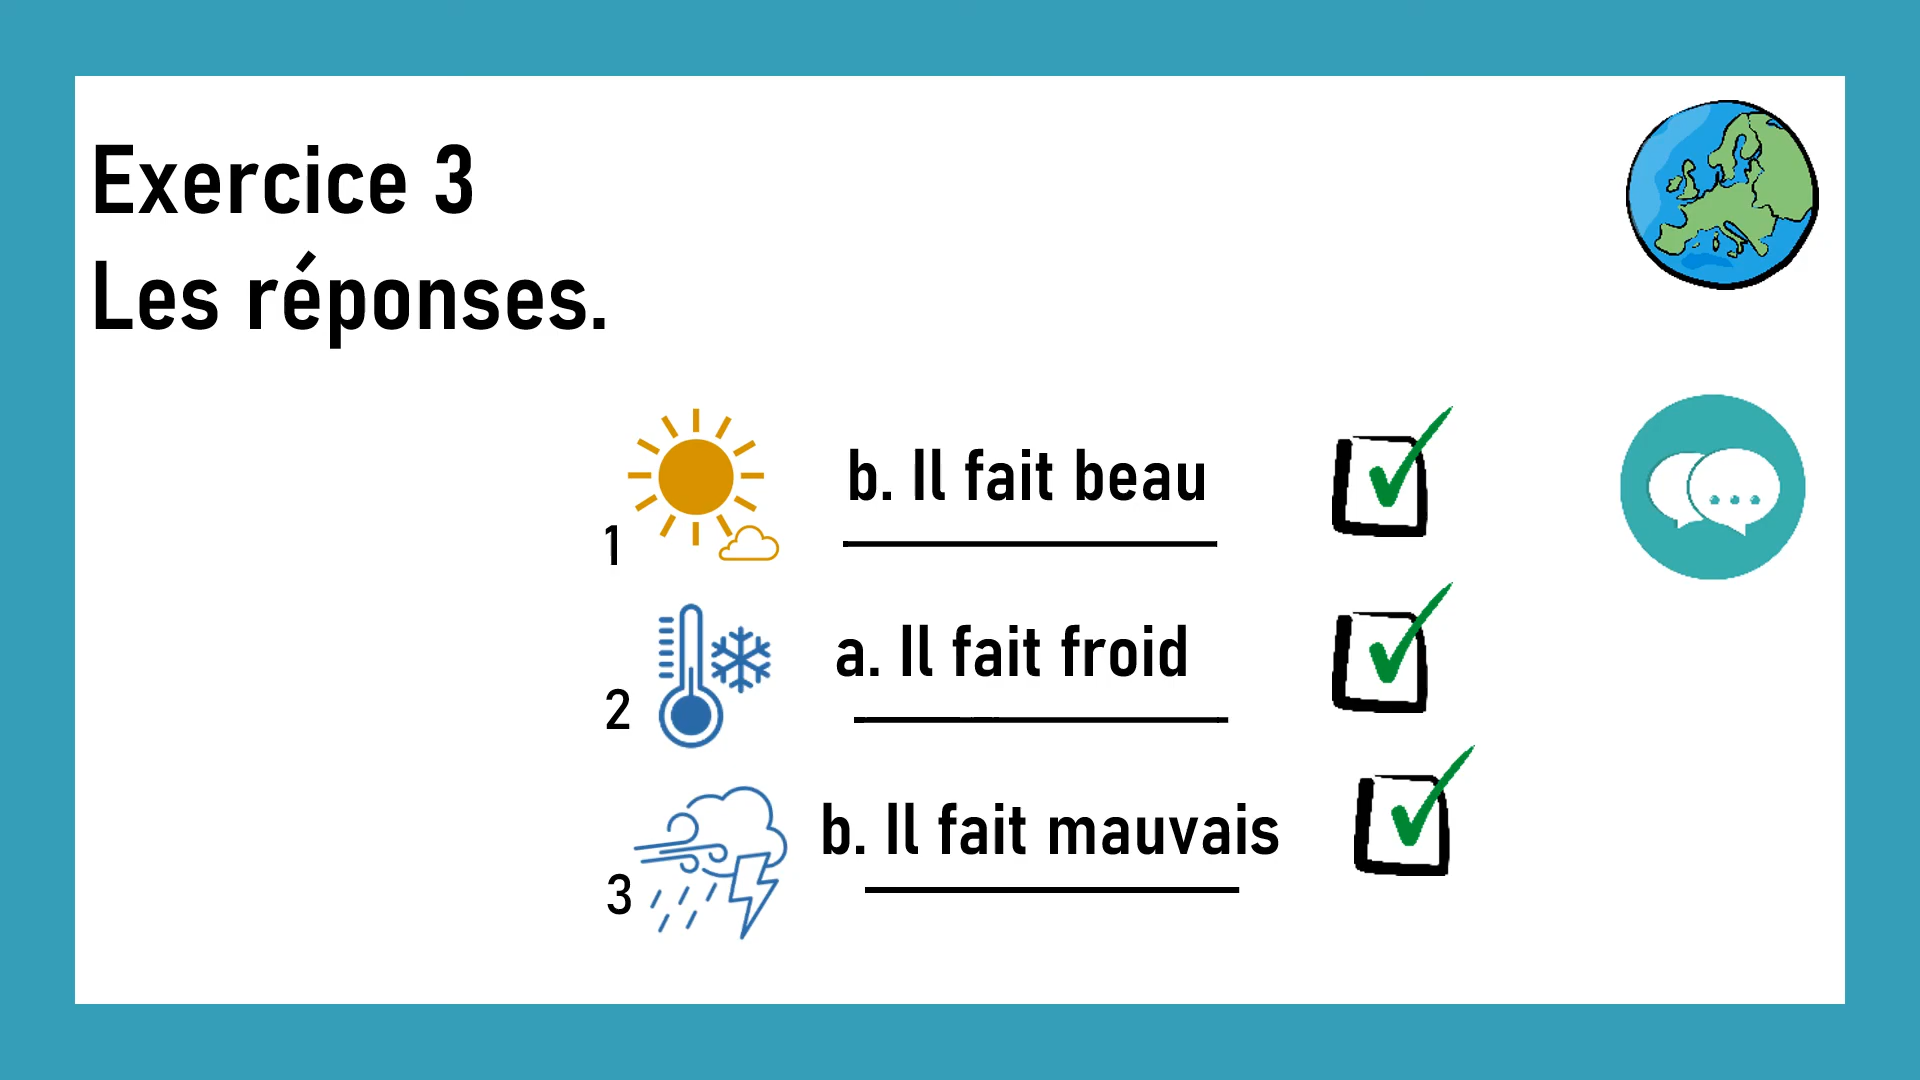 Exercice 3
Les réponses.
1 b. Il fait beau
2 a. Il fait froid
3 b. Il fait mauvais